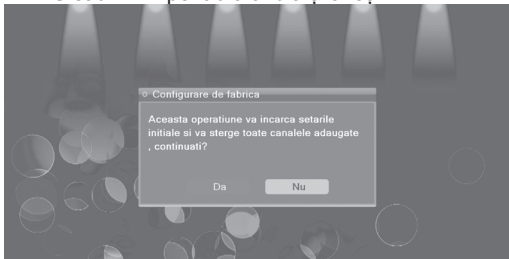 Configurare de fabrica
Aceasta operatiune va incarca setarile
initiale si va sterge toate canalele adaugate
, continuati?
Da
Nu